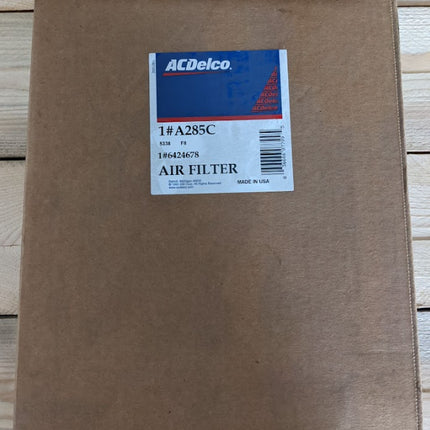 ACDelco
1#A285C
5338 F8
1#6424678
AIR FILTER
MADE IN USA